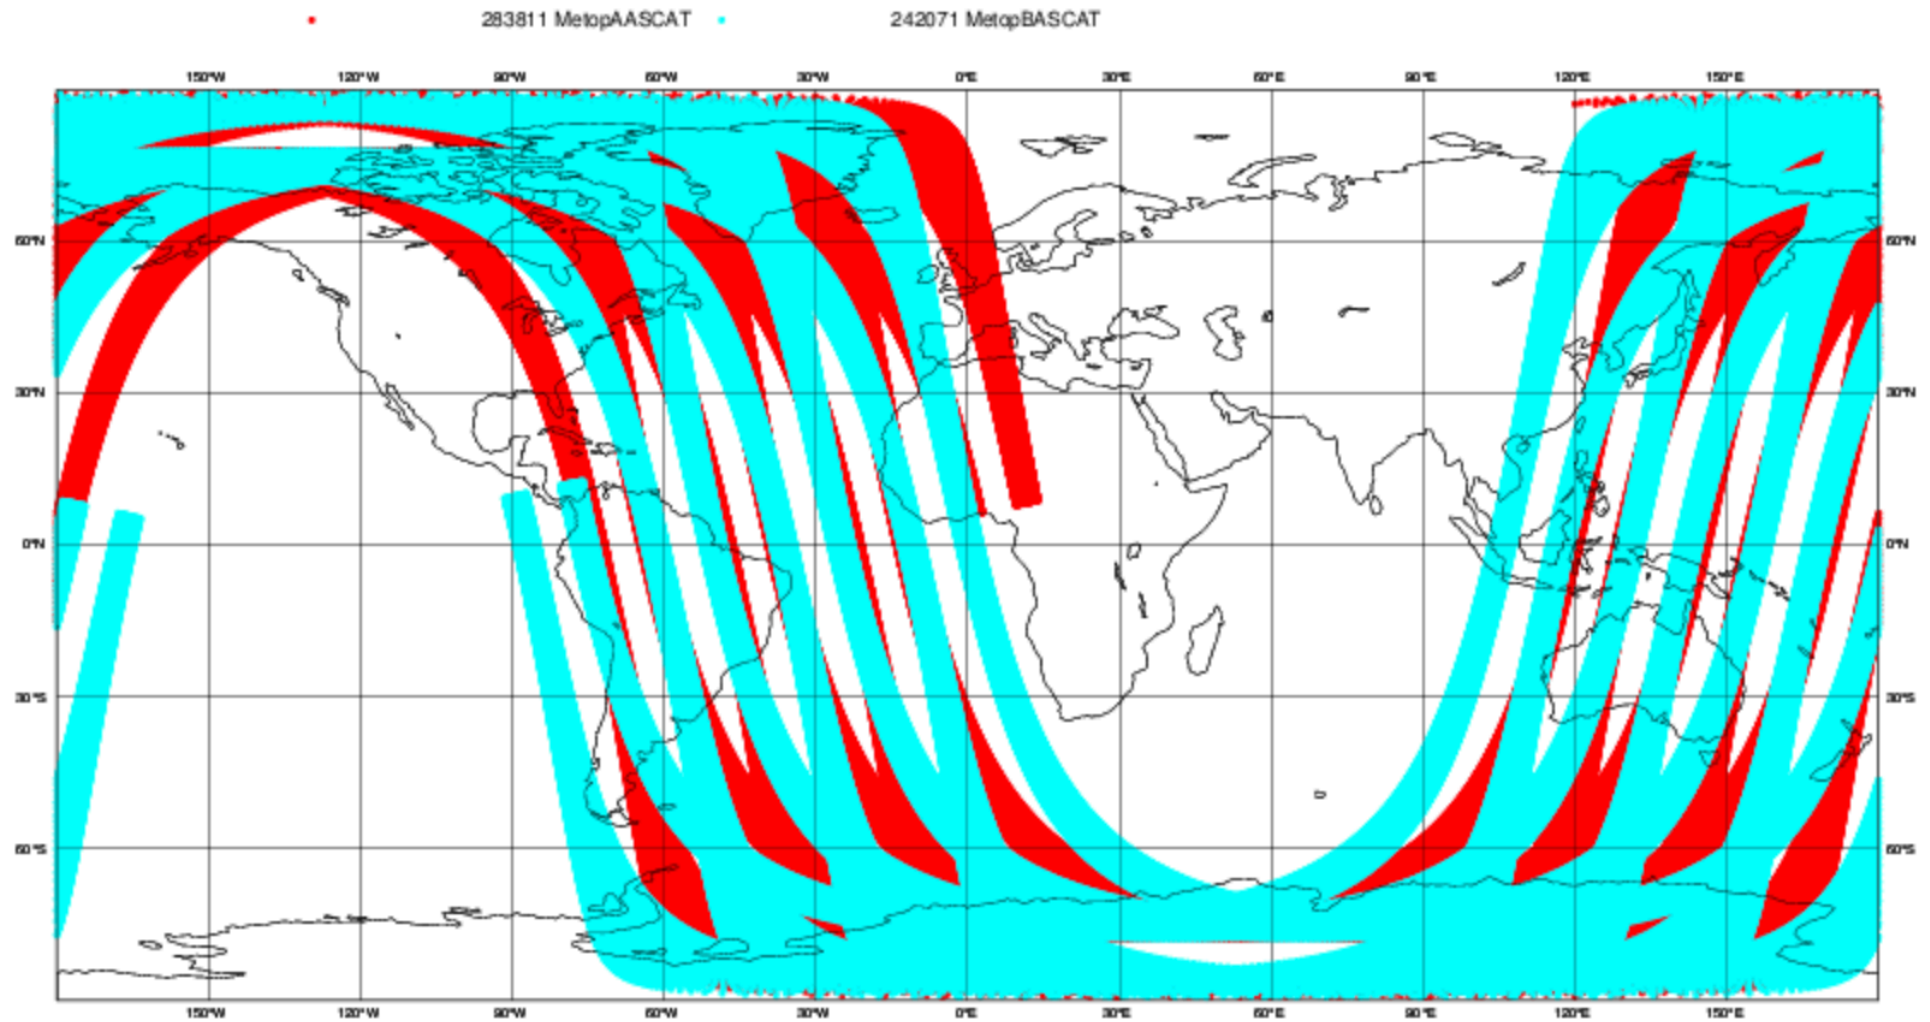 283811 MetopAASCAT 242071 MetopBASCAT
150°W 120°W 90°W 60°W 30°W 0°E 30°E 60°E 90°E 120°E 150°E
60°N 60°N
30°N 30°N
0°N 0°N
30°S 30°S
60°S 60°S
150°W 120°W 90°W 60°W 30°W 0°E 30°E 60°E 90°E 120°E 150°E